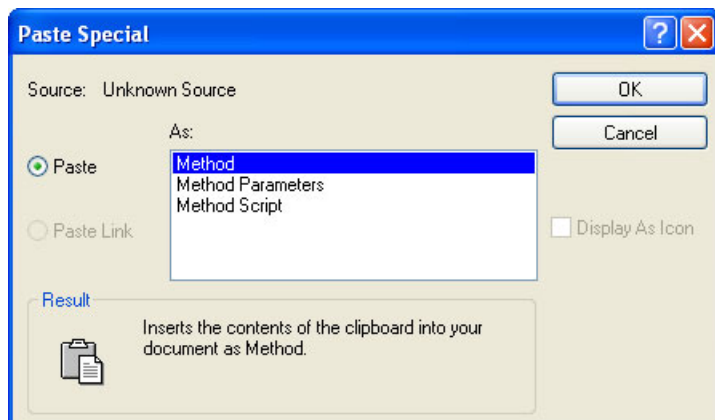 Paste Special
Source: Unknown Source
OK
As:
Cancel
Paste
Method
Method Parameters
Method Script
Paste Link
Display As Icon
Result
Inserts the contents of the clipboard into your
document as Method.